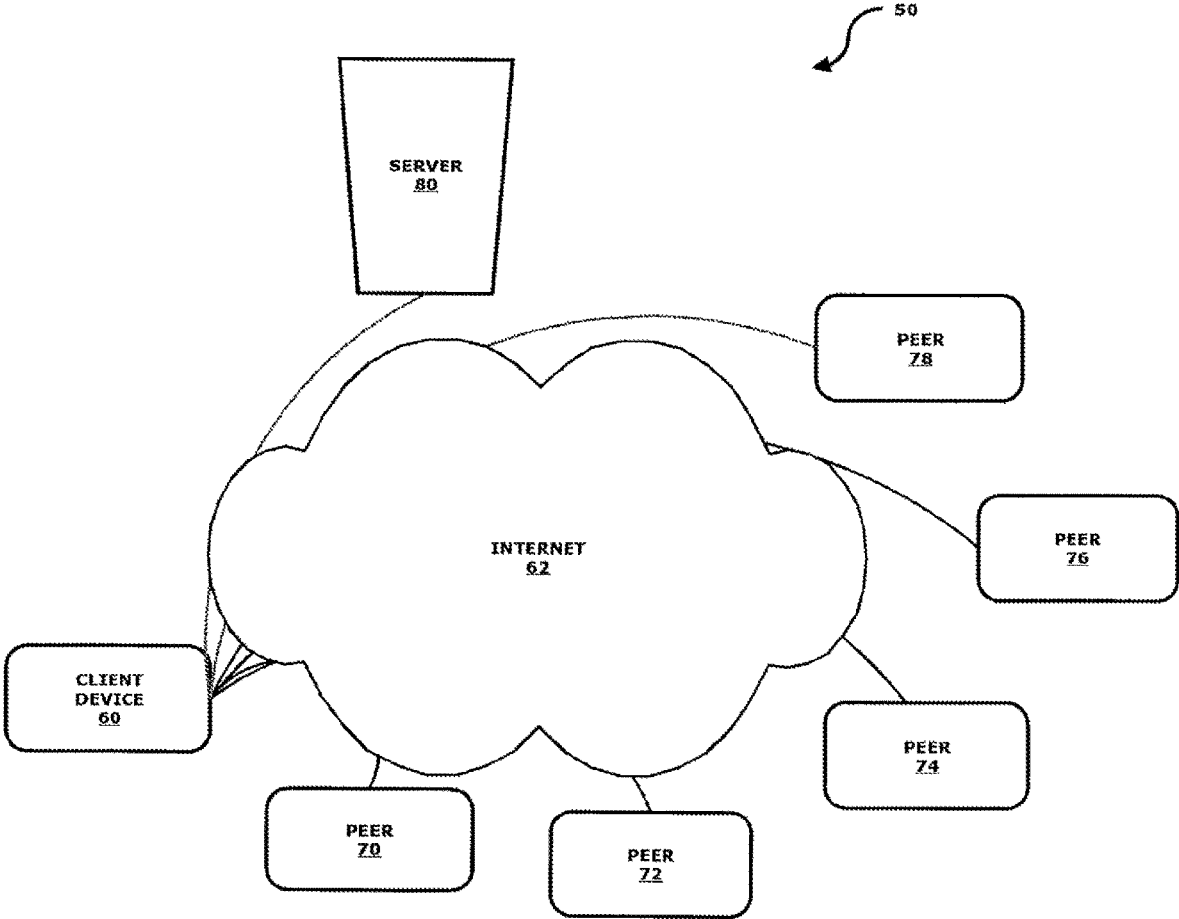 50
SERVER
80
PEER
78
INTERNET
62
PEER
76
CLIENT
DEVICE
60
PEER
74
PEER
70
PEER
72